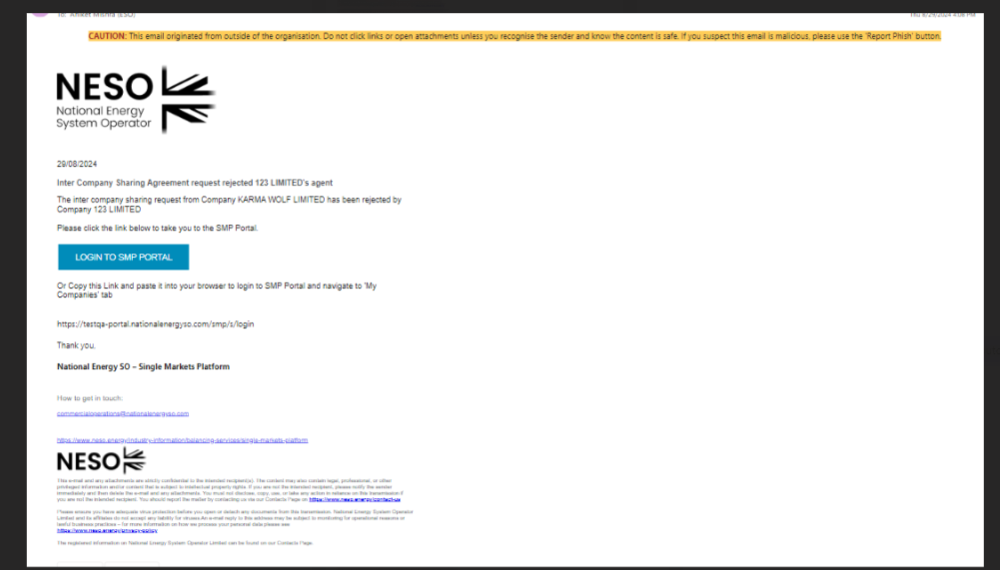 To: Aniket Mishra (ESO)
Thu 8/29/2024 4:08 PM
CAUTION: This email originated from outside of the organisation. Do not click links or open attachments unless you recognise the sender and know the content is safe. If you suspect this email is malicious, please use the 'Report Phish' button.
NESO
National Energy
System Operator
29/08/2024
Inter Company Sharing Agreement request rejected 123 LIMITED's agent
The inter company sharing request from Company KARMA WOLF LIMITED has been rejected by
Company 123 LIMITED
Please click the link below to take you to the SMP Portal.
LOGIN TO SMP PORTAL
Or Copy this Link and paste it into your browser to login to SMP Portal and navigate to 'My
Companies' tab
https://testqa-portal.nationalenergyso.com/smp/s/login
Thank you,
National Energy SO – Single Markets Platform
How to get in touch:
commercialoperations@nationalenergyso.com
https://www.neso.energy/industry-information/balancing-services/single-markets-platform
NESO
This e-mail and any attachments are strictly confidential to the intended recipient(s). The content may also contain legal, professional, or other
privileged information and/or content that is subject to intellectual property rights. If you are not the intended recipient, please notify the sender
immediately and then delete the e-mail and any attachments. You must not disclose, copy, use, or take any action in reliance on this transmission if
you are not the intended recipient. You should report the matter by contacting us via our Contacts Page on https://www.neso.energy/contact-us
Please ensure you have adequate virus protection before you open or detach any documents from this transmission. National Energy System Operator
Limited and its affiliates do not accept any liability for viruses. An e-mail reply to this address may be subject to monitoring for operational reasons or
lawful business practices – for more information on how we process your personal data please see
https://www.neso.energy/privacy-policy
The registered information on National Energy System Operator Limited can be found on our Contacts Page.